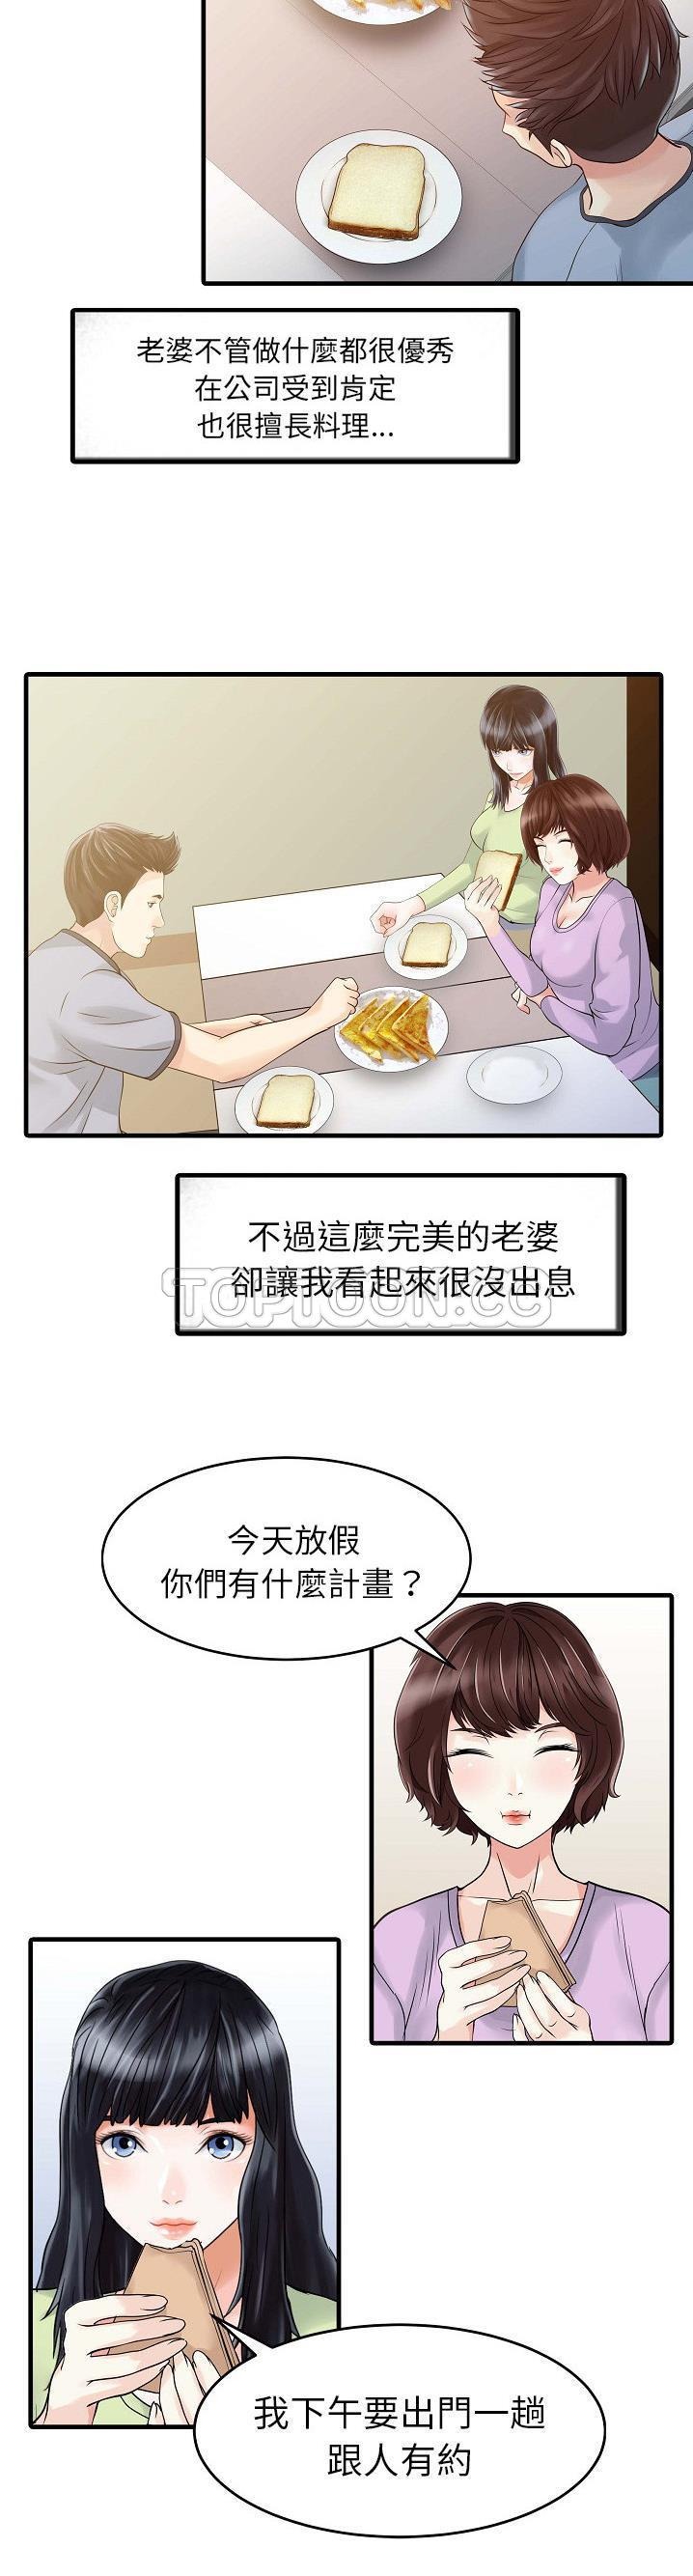 老婆不管做什麼都很優秀
在公司受到肯定
也很擅長料理...
不過這麼完美的老婆
卻讓我看起來很沒出息
TOPTOON.CC
今天放假
你們有什麼計畫？
我下午要出門一趟
跟人有約